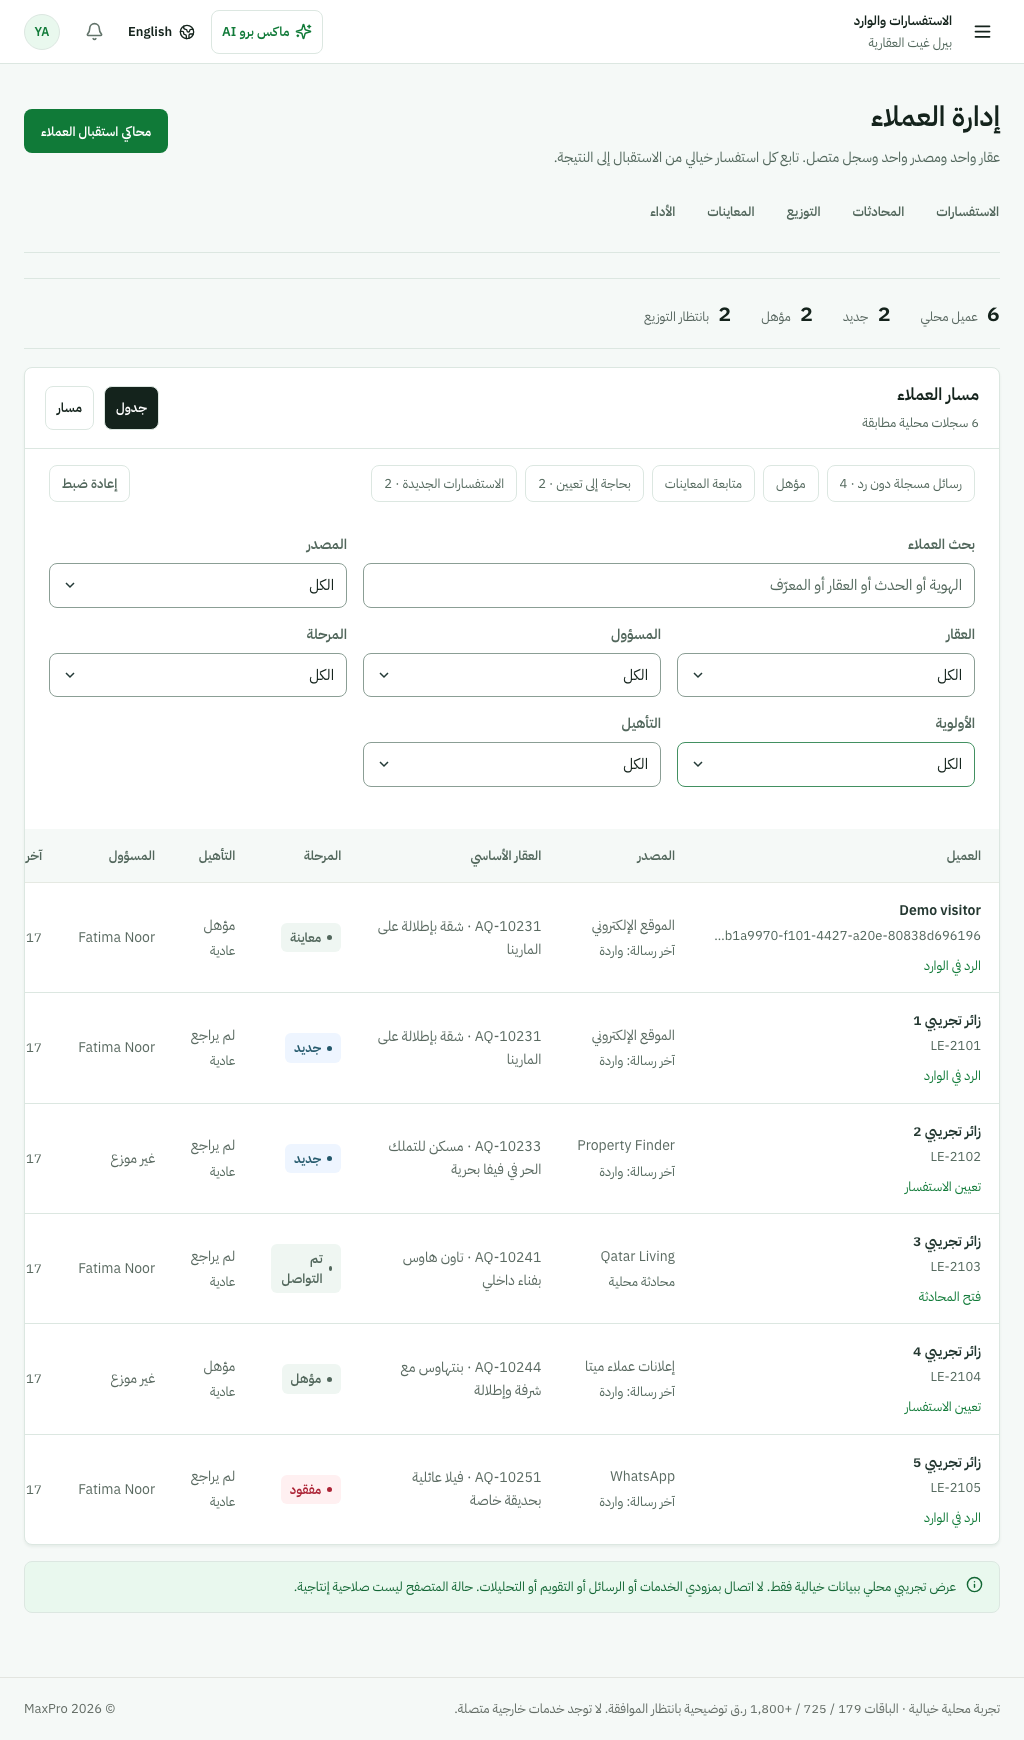 الاستفسارات والوارد
بيرل غيت العقارية
ماكس برو AI
English
YA
إدارة العملاء
عقار واحد ومصدر واحد وسجل متصل. تابع كل استفسار خيالي من الاستقبال إلى النتيجة.
محاكي استقبال العملاء
الاستفسارات المحادثات التوزيع المعاينات الأداء
6 عميل محلي 2 جديد 2 مؤهل 2 بانتظار التوزيع
مسار العملاء
6 سجلات محلية مطابقة
جدول مسار
رسائل مسجلة دون رد · 4 مؤهل متابعة المعاينات بحاجة إلى تعيين · 2 الاستفسارات الجديدة · 2 إعادة ضبط
بحث العملاء المصدر
الهوية أو الحدث أو العقار أو المعرّف الكل
العقار المسؤول المرحلة
الكل الكل الكل
الأولوية التأهيل
الكل الكل
العميل المصدر العقار الأساسي المرحلة التأهيل المسؤول آخر
Demo visitor
b1a9970-f101-4427-a20e-80838d696196...
الرد في الوارد
الموقع الإلكتروني
آخر رسالة: واردة
AQ-10231 · شقة بإطلالة على
المارينا
معاينة
مؤهل
عادية
Fatima Noor
17
زائر تجريبي 1
LE-2101
الرد في الوارد
الموقع الإلكتروني
آخر رسالة: واردة
AQ-10231 · شقة بإطلالة على
المارينا
جديد
لم يراجع
عادية
Fatima Noor
17
زائر تجريبي 2
LE-2102
تعيين الاستفسار
Property Finder
آخر رسالة: واردة
AQ-10233 · مسكن للتملك
الحر في فيفا بحرية
جديد
لم يراجع
عادية
غير موزع
17
زائر تجريبي 3
LE-2103
فتح المحادثة
Qatar Living
محادثة محلية
AQ-10241 · تاون هاوس
بفناء داخلي
تم
التواصل
لم يراجع
عادية
Fatima Noor
17
زائر تجريبي 4
LE-2104
تعيين الاستفسار
إعلانات عملاء ميتا
آخر رسالة: واردة
AQ-10244 · بنتهاوس مع
شرفة وإطلالة
مؤهل
مؤهل
عادية
غير موزع
17
زائر تجريبي 5
LE-2105
الرد في الوارد
WhatsApp
آخر رسالة: واردة
AQ-10251 · فيلا عائلية
بحديقة خاصة
مفقود
لم يراجع
عادية
Fatima Noor
17
عرض تجريبي محلي ببيانات خيالية فقط. لا اتصال بمزودي الخدمات أو الرسائل أو التقويم أو التحليلات. حالة المتصفح ليست صلاحية إنتاجية.
تجربة محلية خيالية · الباقات 179 / 725 / +1,800 ر.ق توضيحية بانتظار الموافقة. لا توجد خدمات خارجية متصلة.
© 2026 MaxPro